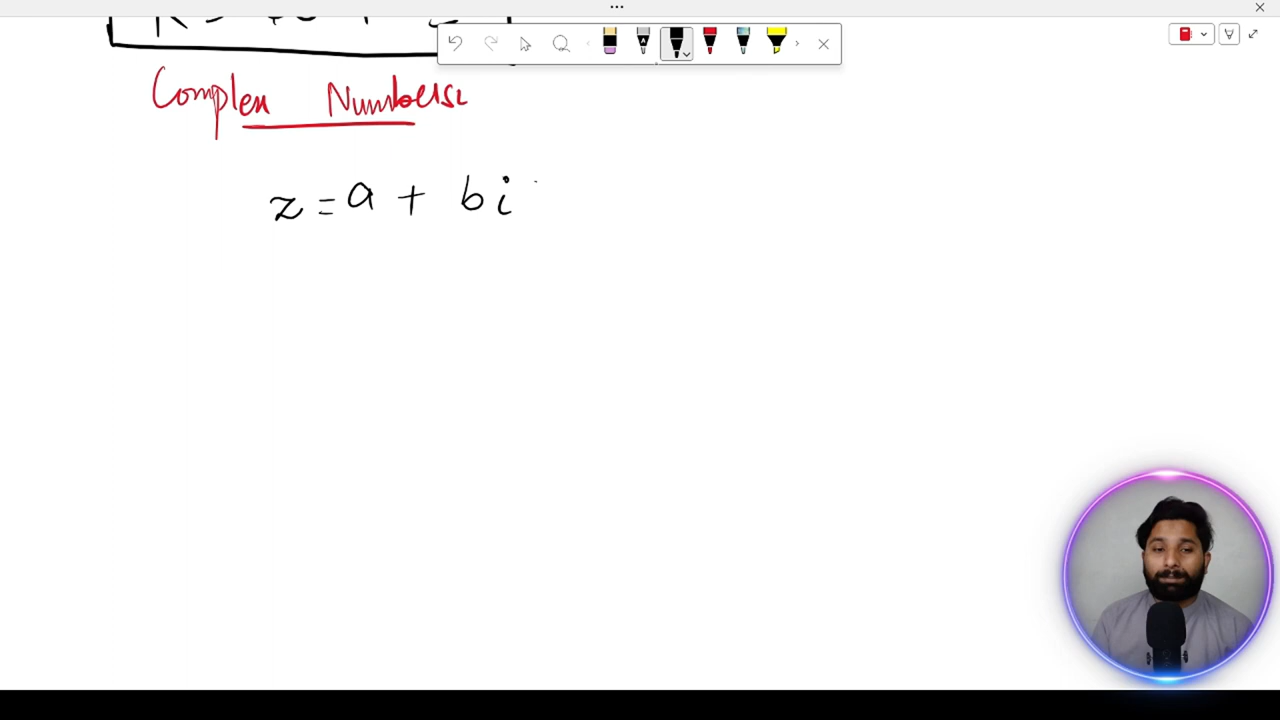 Complex Numbers
z = a + bi